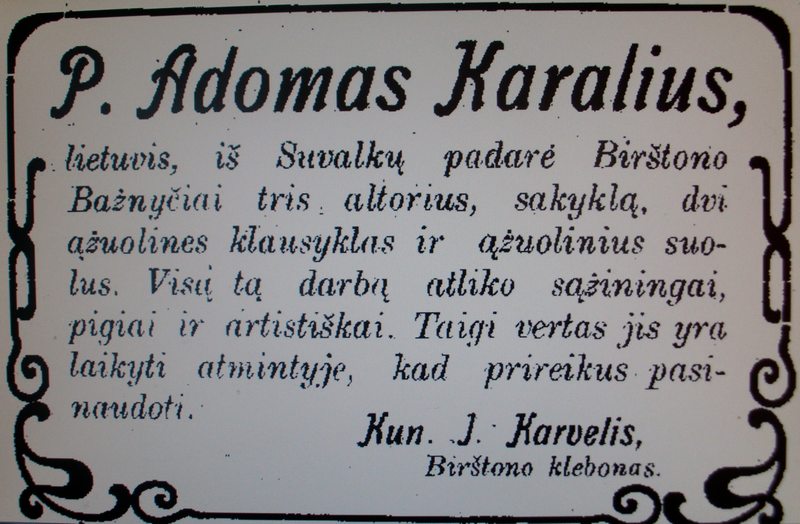 P. Adomas Karalius,
lietuvis, iš Suvalkų padarė Birštono
Bažnyčiai tris altorius, sakyklą, dvi
ąžuolines klausyklas ir ąžuolinius suo-
lus. Visą tą darbą atliko sąžiningai,
pigiai ir artistiškai. Taigi vertas jis yra
laikyti atmintyje, kad prireikus pasi-
naudoti.
Kun. J. Karvelis,
Birštono klebonas.